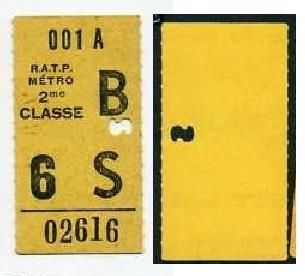 001 A
R.A.T.P.
MÉTRO
2me
CLASSE
B
6 S
02616